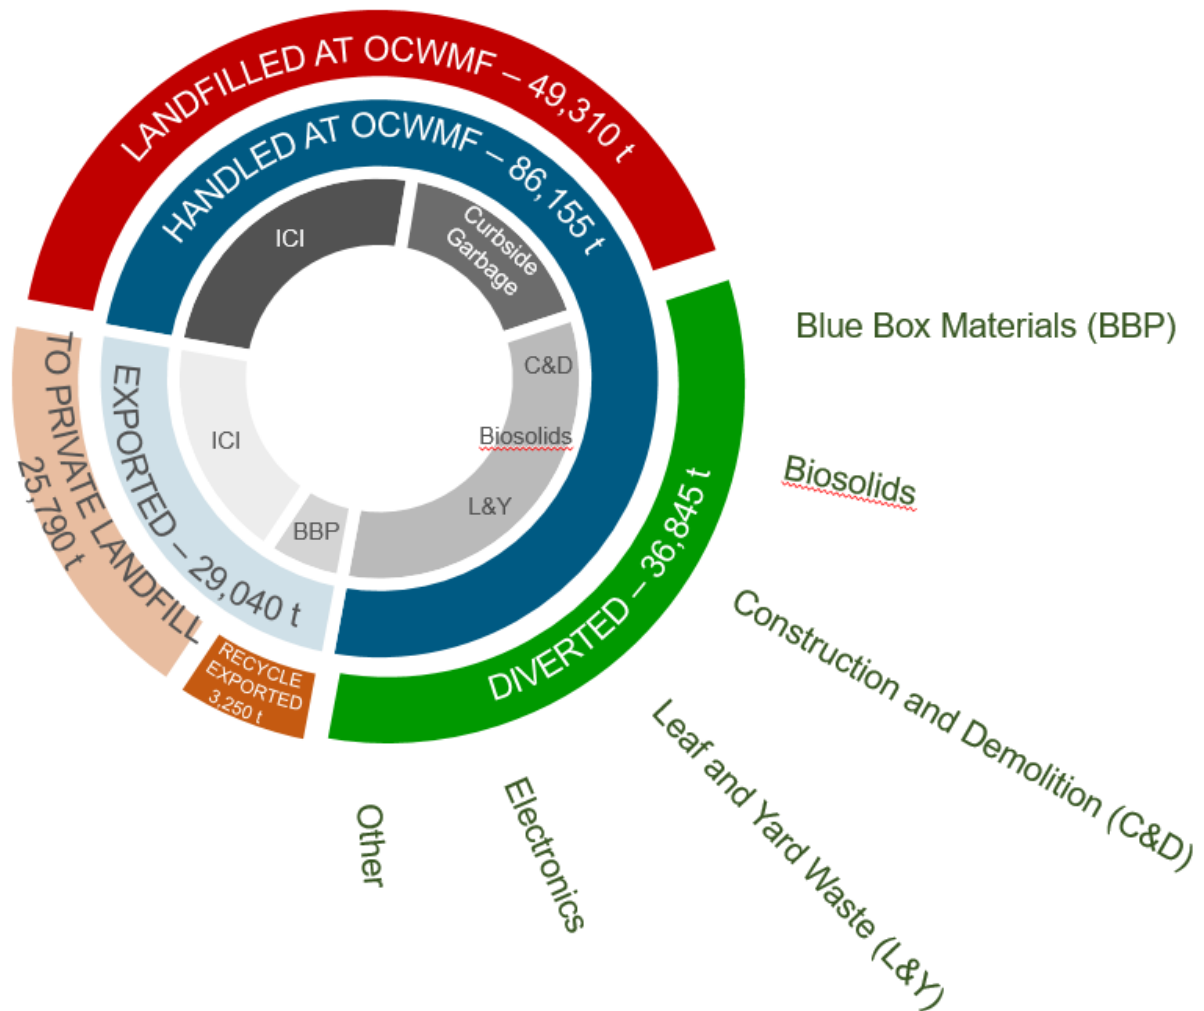 LANDFILLED AT OCWMF – 49,310 t
HANDLED AT OCWMF – 86,155 t
ICI
Curbside
Garbage
C&D
Biosolids
L&Y
BBP
ICI
EXPORTED – 29,040 t
TO PRIVATE LANDFILL
25,790 t
RECYCLE
EXPORTED
3,250 t
DIVERTED – 36,845 t
Blue Box Materials (BBP)
Biosolids
Construction and Demolition (C&D)
Leaf and Yard Waste (L&Y)
Electronics
Other